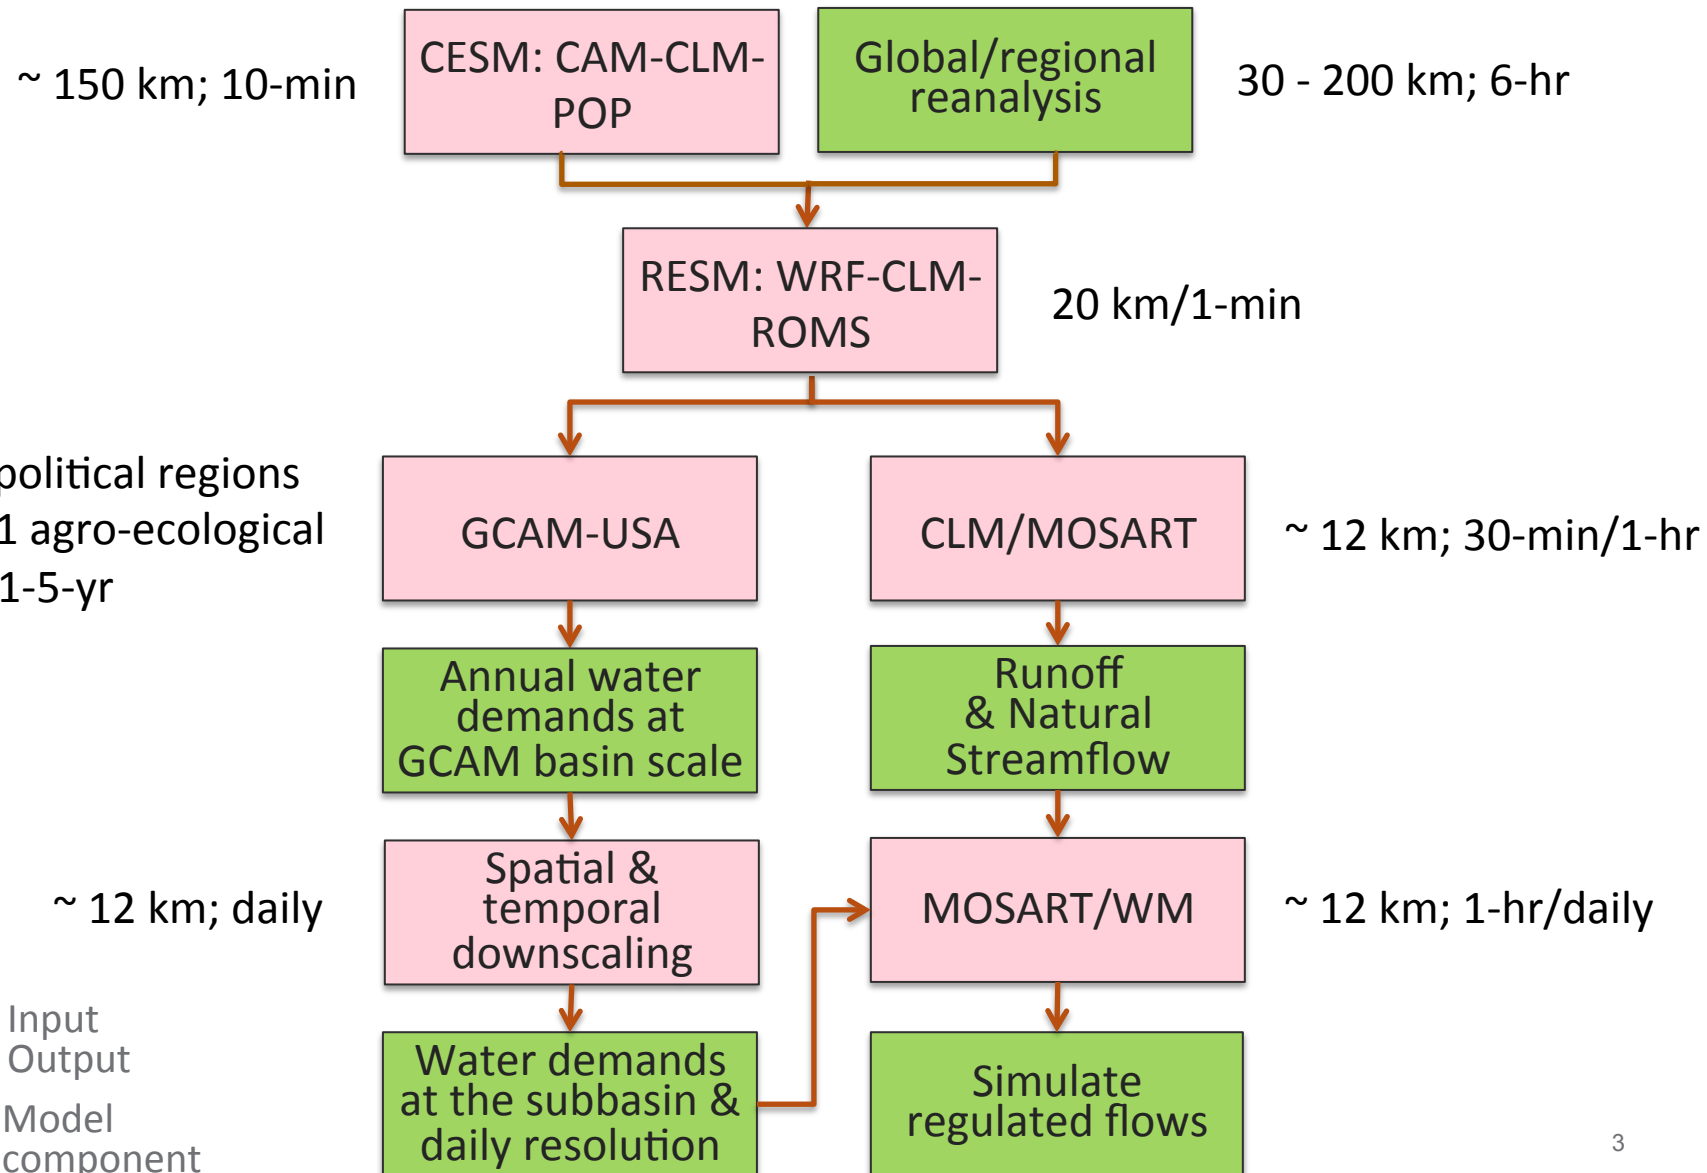 ~ 150 km; 10-min
CESM: CAM-CLM-
POP
Global/regional
reanalysis
30 - 200 km; 6-hr
RESM: WRF-CLM-
ROMS
20 km/1-min
political regions
1 agro-ecological
1-5-yr
GCAM-USA
CLM/MOSART
~ 12 km; 30-min/1-hr
Annual water
demands at
GCAM basin scale
Runoff
& Natural
Streamflow
~ 12 km; daily
Spatial &
temporal
downscaling
MOSART/WM
~ 12 km; 1-hr/daily
Input
Output
Model
component
Water demands
at the subbasin &
daily resolution
Simulate
regulated flows
3